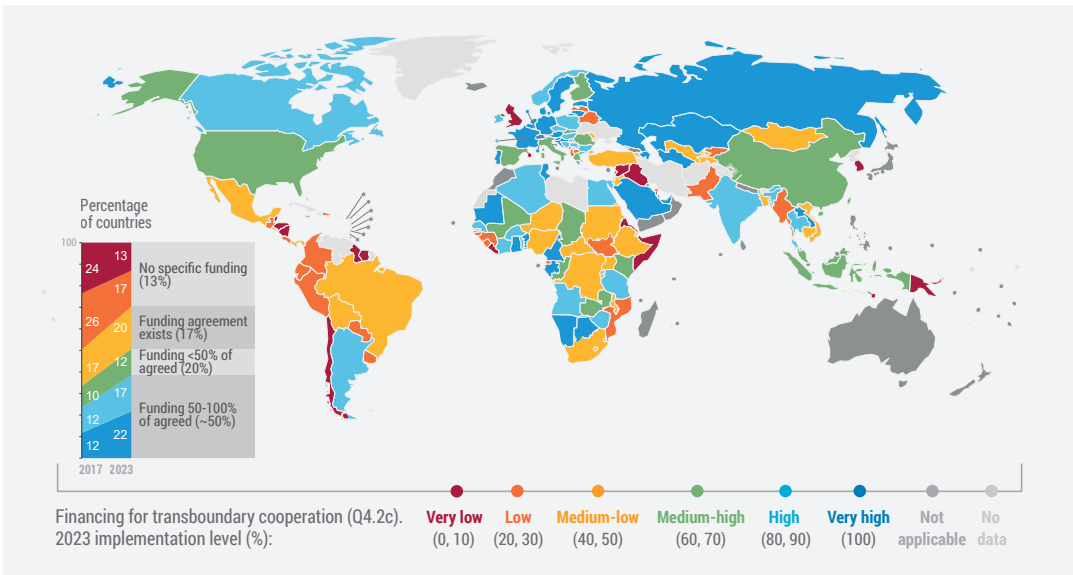 Percentage
of countries
100
24
13
26
17
17
20
10
12
12
17
12
22
2017 2023
No specific funding
(13%)
Funding agreement
exists (17%)
Funding <50% of
agreed (20%)
Funding 50-100%
of agreed (~50%)
Financing for transboundary cooperation (Q4.2c).
2023 implementation level (%):
Very low
(0, 10)
Low
(20, 30)
Medium-low
(40, 50)
Medium-high
(60, 70)
High
(80, 90)
Very high
(100)
Not
applicable
No
data